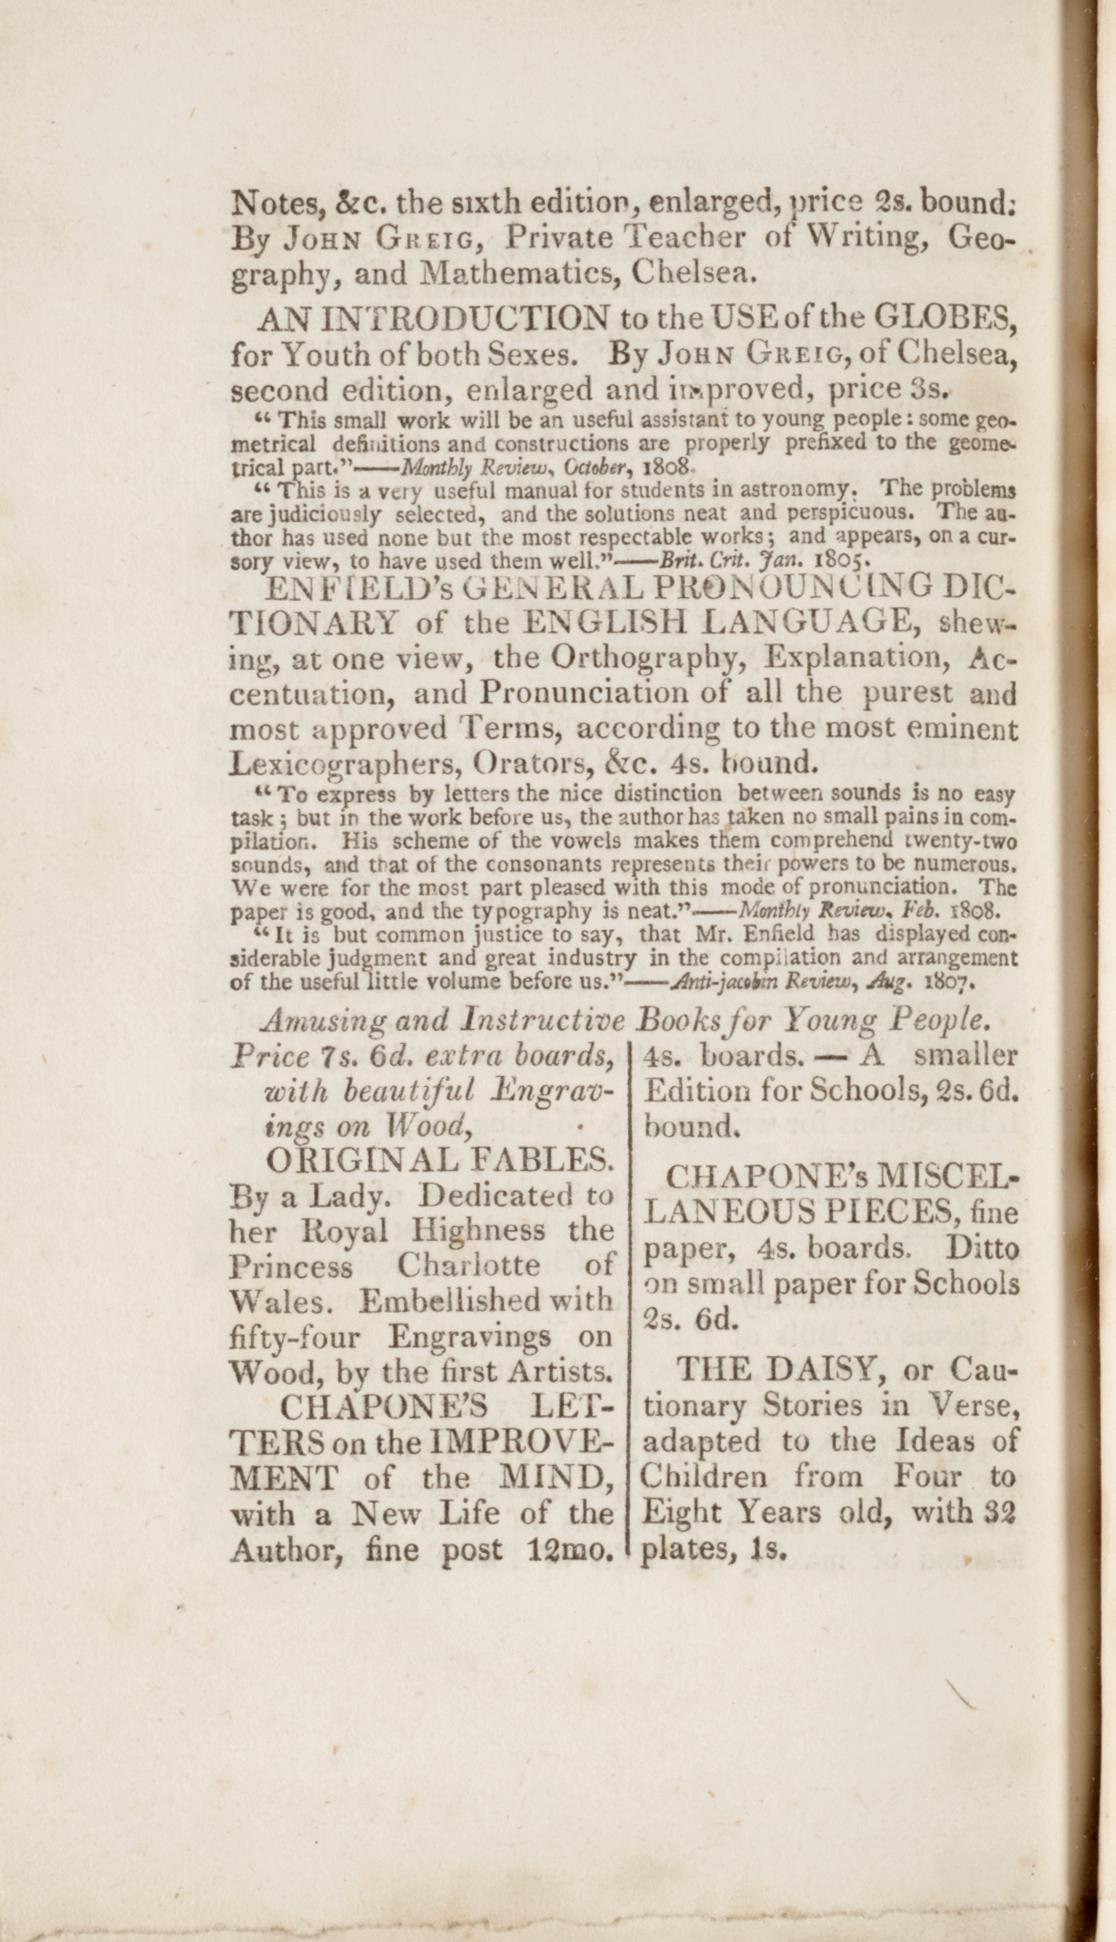 Notes, &c. the sixth edition, enlarged, price 2s. bound:
By JOHN GREIG, Private Teacher of Writing, Geo-
graphy, and Mathematics, Chelsea.
AN INTRODUCTION to the USE of the GLOBES,
for Youth of both Sexes. By JOHN GREIG, of Chelsea,
second edition, enlarged and improved, price 3s.
“ This small work will be an useful assistant to young people: some geo-
metrical definitions and constructions are properly prefixed to the geome-
trical part.”——Monthly Review, October, 1808.
“ This is a very useful manual for students in astronomy. The problems
are judiciously selected, and the solutions neat and perspicuous. The au-
thor has used none but the most respectable works; and appears, on a cur-
sory view, to have used them well.”——Brit. Crit. Jan. 1805.
ENFIELD's GENERAL PRONOUNCING DIC-
TIONARY of the ENGLISH LANGUAGE, shew-
ing, at one view, the Orthography, Explanation, Ac-
centuation, and Pronunciation of all the purest and
most approved Terms, according to the most eminent
Lexicographers, Orators, &c. 4s. bound.
“ To express by letters the nice distinction between sounds is no easy
task; but in the work before us, the author has taken no small pains in com-
pilation. His scheme of the vowels makes them comprehend twenty-two
sounds, and that of the consonants represents their powers to be numerous.
We were for the most part pleased with this mode of pronunciation. The
paper is good, and the typography is neat.”——Monthly Review, Feb. 1808.
“ It is but common justice to say, that Mr. Enfield has displayed con-
siderable judgment and great industry in the compilation and arrangement
of the useful little volume before us.”——Anti-jacobin Review, Aug. 1807.
Amusing and Instructive Books for Young People.
Price 7s. 6d. extra boards,
with beautiful Engrav-
ings on Wood,
ORIGINAL FABLES.
By a Lady. Dedicated to
her Royal Highness the
Princess Charlotte of
Wales. Embellished with
fifty-four Engravings on
Wood, by the first Artists.
CHAPONE'S LET-
TERS on the IMPROVE-
MENT of the MIND,
with a New Life of the
Author, fine post 12mo.
4s. boards. — A smaller
Edition for Schools, 2s. 6d.
bound.
CHAPONE's MISCEL-
LANEOUS PIECES, fine
paper, 4s. boards. Ditto
on small paper for Schools
2s. 6d.
THE DAISY, or Cau-
tionary Stories in Verse,
adapted to the Ideas of
Children from Four to
Eight Years old, with 32
plates, 1s.